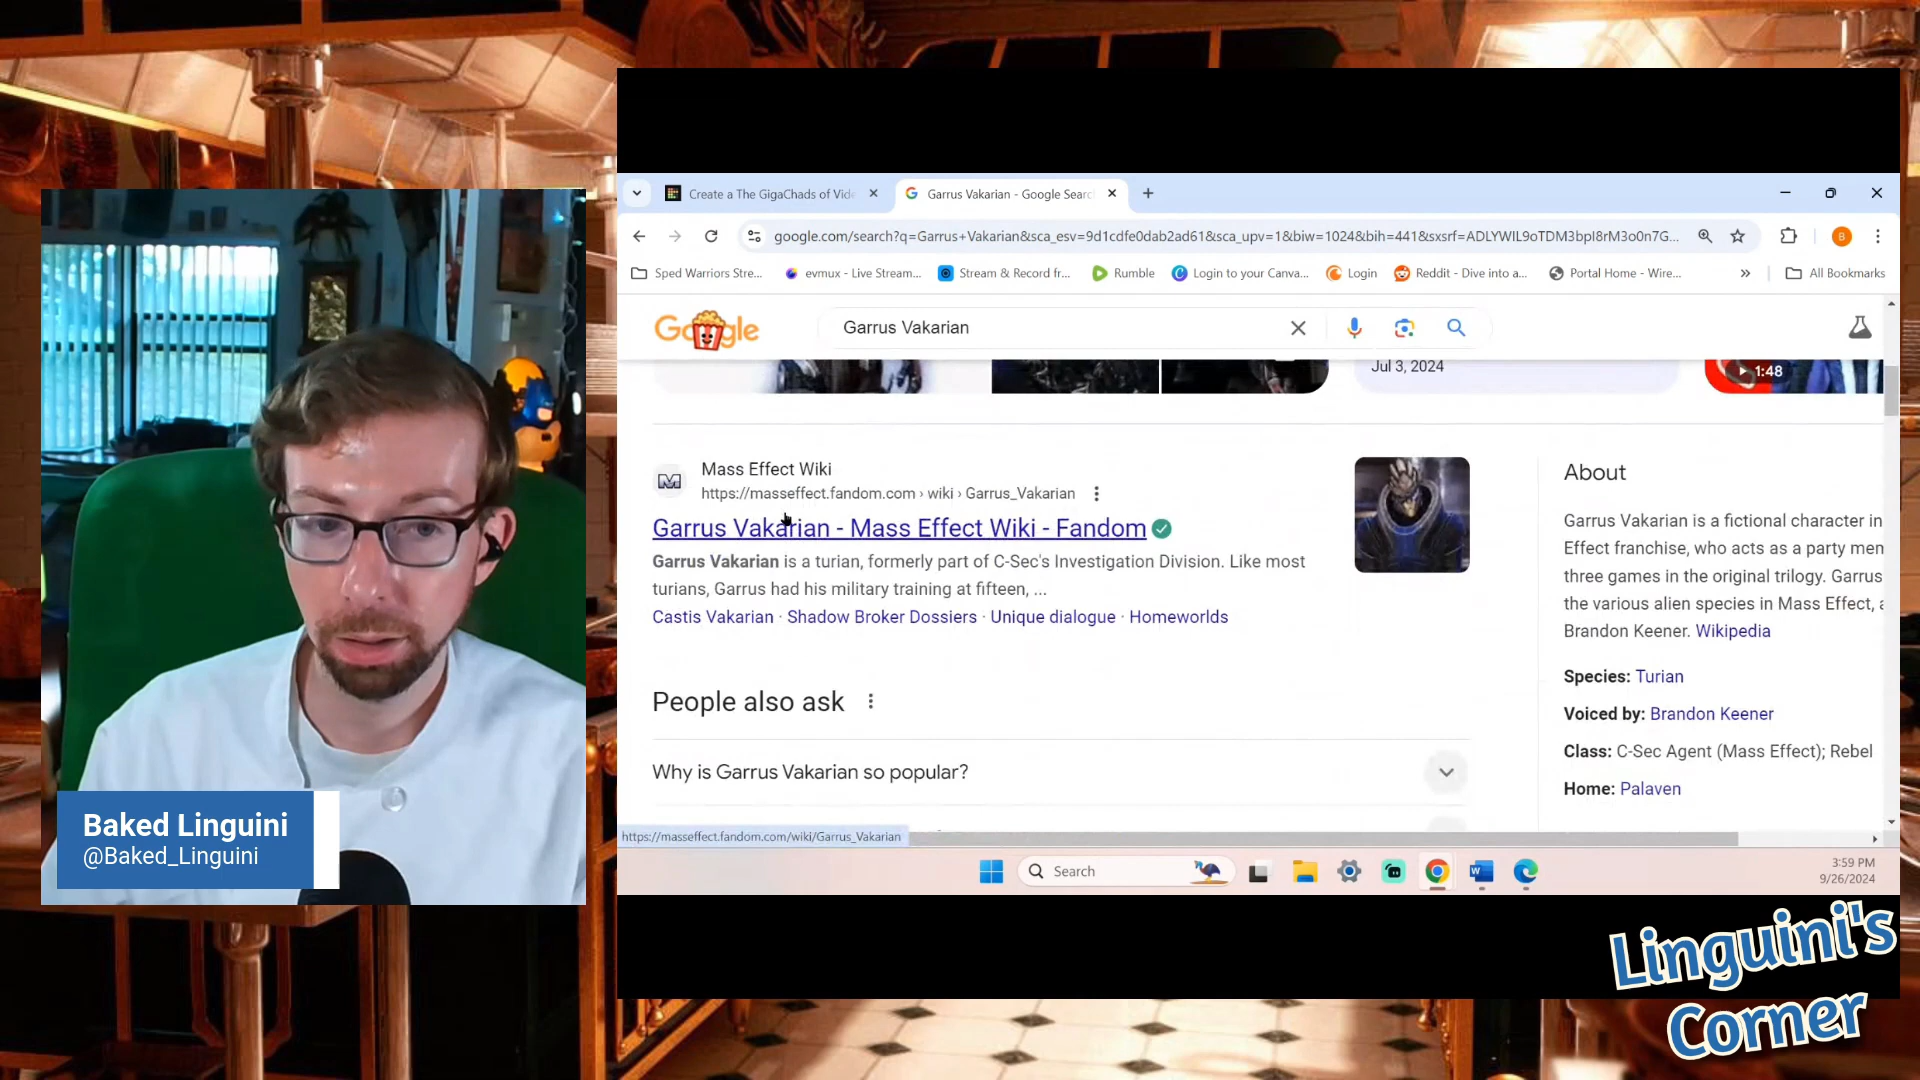 Create a The GigaChads of Vid
Garrus Vakarian - Google Searc
google.com/search?q=Garrus+Vakarian&sca_esv=9d1cdfe0dab2ad61&sca_upv=1&biw=1024&bih=441&sxsrf=ADLYWIL9oTDM3bpI8rM3o0n7G...
B
Sped Warriors Stre...
evmux - Live Stream...
Stream & Record fr...
Rumble
Login to your Canva...
Login
Reddit - Dive into a...
Portal Home - Wire...
»
All Bookmarks
Google
Garrus Vakarian
Jul 3, 2024
1:48
Mass Effect Wiki
https://masseffect.fandom.com › wiki › Garrus_Vakarian
Garrus Vakarian - Mass Effect Wiki - Fandom
Garrus Vakarian is a turian, formerly part of C-Sec's Investigation Division. Like most
turians, Garrus had his military training at fifteen, ...
Castis Vakarian · Shadow Broker Dossiers · Unique dialogue · Homeworlds
People also ask
Why is Garrus Vakarian so popular?
About
Garrus Vakarian is a fictional character in
Effect franchise, who acts as a party mem
three games in the original trilogy. Garrus
the various alien species in Mass Effect, a
Brandon Keener. Wikipedia
Species: Turian
Voiced by: Brandon Keener
Class: C-Sec Agent (Mass Effect); Rebel
Home: Palaven
https://masseffect.fandom.com/wiki/Garrus_Vakarian
Search
3:59 PM
9/26/2024
Baked Linguini
@Baked_Linguini
Linguini's
Corner